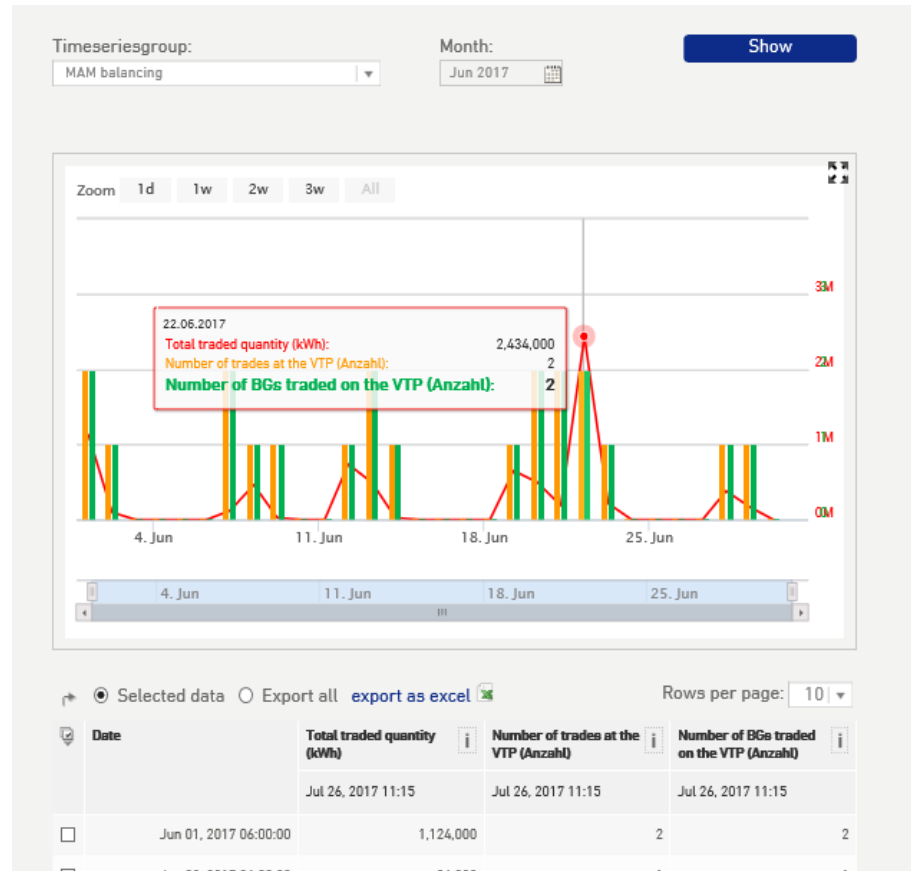 Timeseriesgroup:
Month:
Show
MAM balancing
Jun 2017
Zoom 1d 1w 2w 3w All
3M
22.06.2017
Total traded quantity (kWh): 2,434,000
Number of trades at the VTP (Anzahl): 2
Number of BGs traded on the VTP (Anzahl): 2
2M
1M
0M
4. Jun 11. Jun 18. Jun 25. Jun
4. Jun 11. Jun 18. Jun 25. Jun
Selected data Export all export as excel
Rows per page: 10
Date
Total traded quantity (kWh)
i
Number of trades at the VTP (Anzahl)
i
Number of BGs traded on the VTP (Anzahl)
i
Jul 26, 2017 11:15 Jul 26, 2017 11:15 Jul 26, 2017 11:15
Jun 01, 2017 06:00:00 1,124,000 2 2